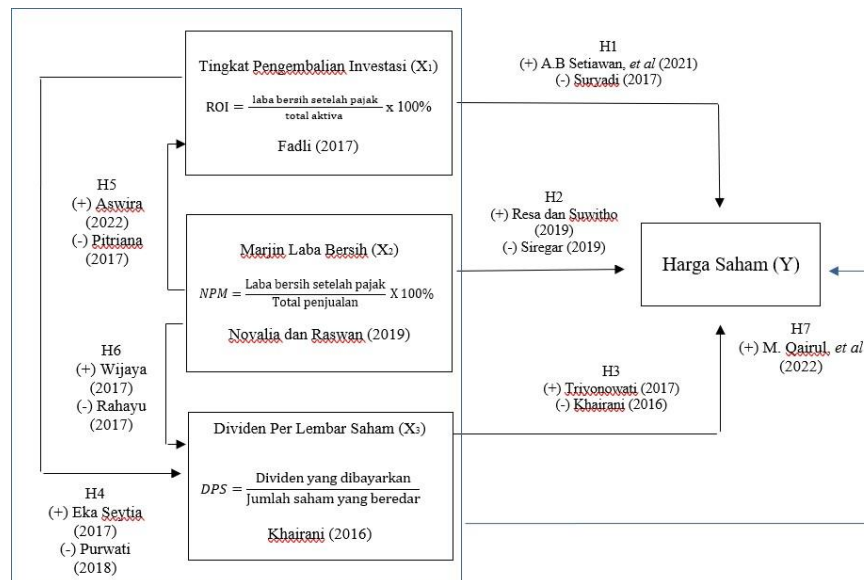 Tingkat Pengembalian Investasi (X1)
ROI = laba bersih setelah pajak / total aktiva x 100%
Fadli (2017)
H1
(+) A.B Setiawan, et al (2021)
(-) Suryadi (2017)
H5
(+) Aswira
(2022)
(-) Pitriana
(2017)
Marjin Laba Bersih (X2)
NPM = Laba bersih setelah pajak / Total penjualan X 100%
Novalia dan Raswan (2019)
H2
(+) Resa dan Suwitho
(2019)
(-) Siregar (2019)
Harga Saham (Y)
H6
(+) Wijaya
(2017)
(-) Rahayu
(2017)
H3
(+) Triyonowati (2017)
(-) Khairani (2016)
H7
(+) M. Qairul, et al
(2022)
Dividen Per Lembar Saham (X3)
DPS = Dividen yang dibayarkan / Jumlah saham yang beredar
Khairani (2016)
H4
(+) Eka Seytia
(2017)
(-) Purwati
(2018)